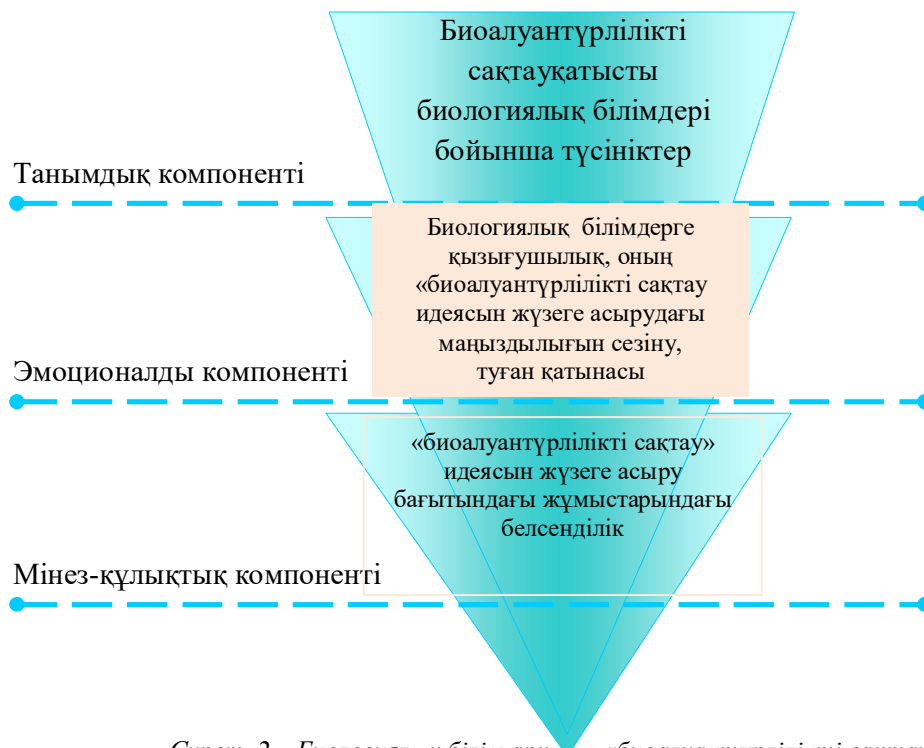 Биоалуантүрлілікті
сақтауқатысты
биологиялық білімдері
бойынша түсініктер
Танымдық компоненті
Биологиялық білімдерге
қызығушылық, оның
«биоалуантүрлілікті сақтау
идеясын жүзеге асырудағы
маңыздылығын сезіну,
туған қатынасы
Эмоционалды компоненті
«биоалуантүрлілікті сақтау»
идеясын жүзеге асыру
бағытындағы жұмыстарындағы
белсенділік
Мінез-құлықтық компоненті